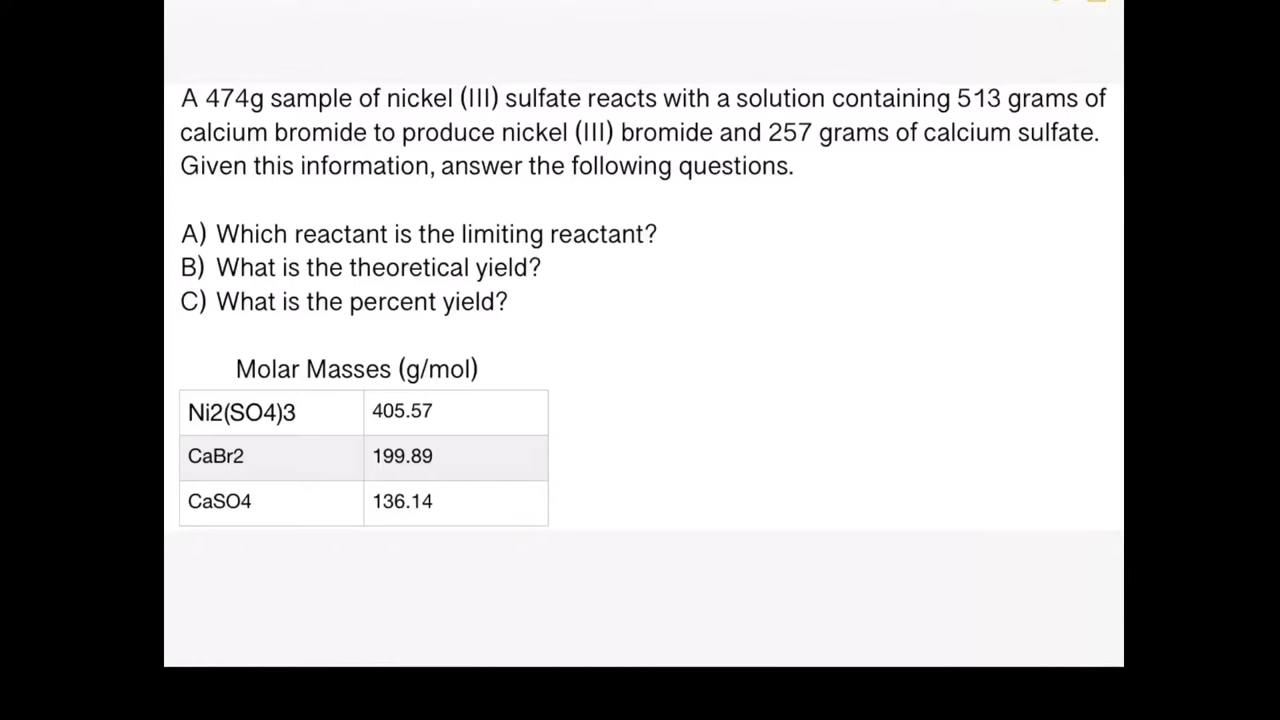 A 474g sample of nickel (III) sulfate reacts with a solution containing 513 grams of
calcium bromide to produce nickel (III) bromide and 257 grams of calcium sulfate.
Given this information, answer the following questions.
A) Which reactant is the limiting reactant?
B) What is the theoretical yield?
C) What is the percent yield?
Molar Masses (g/mol)
Ni2(SO4)3 405.57
CaBr2 199.89
CaSO4 136.14